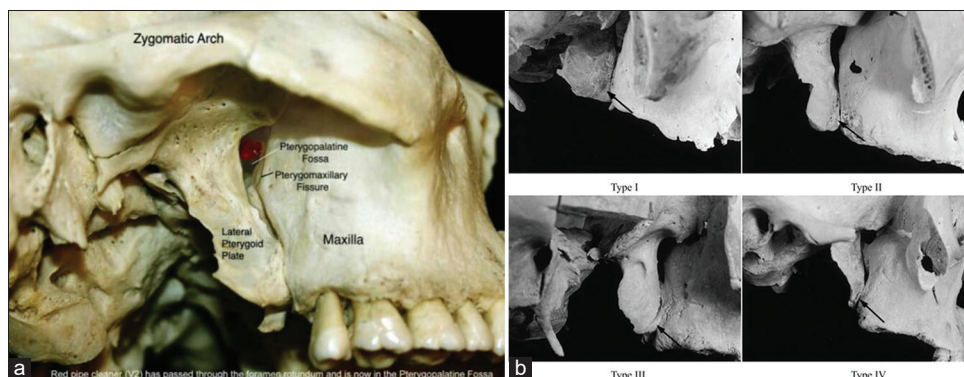 Zygomatic Arch
Pterygopalatine
Fossa
Pterygomaxillary
Fissure
Lateral
Pterygoid
Plate
Maxilla
a
Red pipe cleaner (V2) has passed through the foramen rotundum and is now in the Pterygopalatine Fossa
Type I
Type II
b
Type III
Type IV